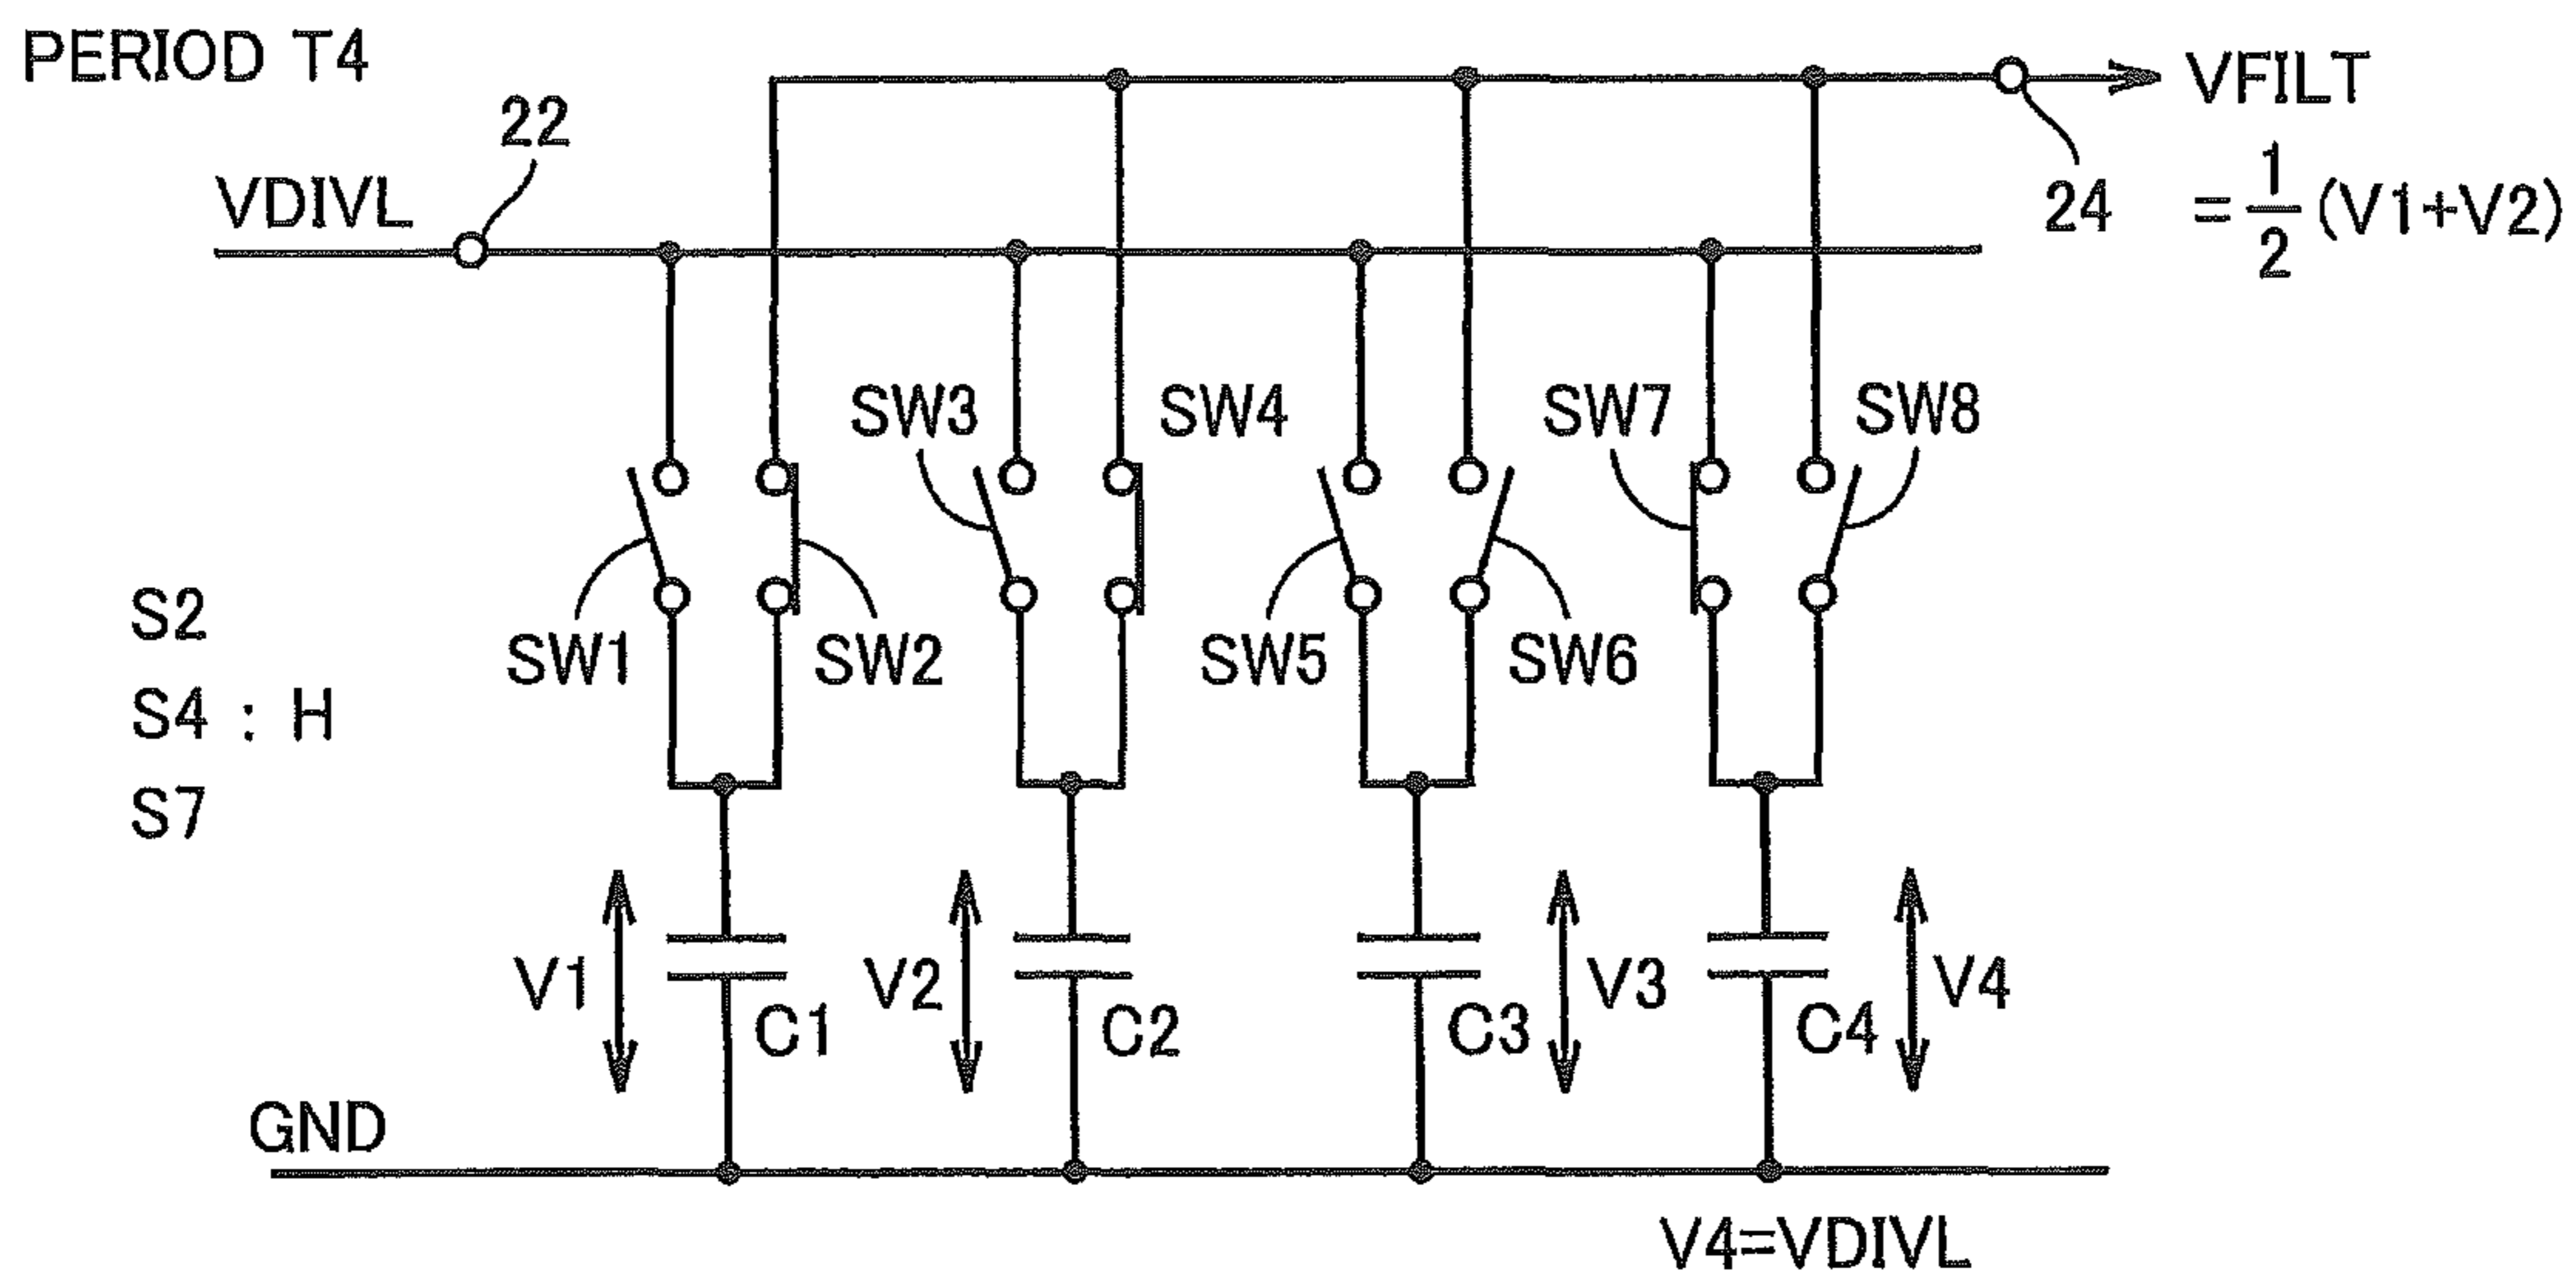 PERIOD T4
22
VDIVL
VFILT
24
= 1/2 (V1+V2)
SW3
SW4
SW7
SW8
SW1
SW2
SW5
SW6
S2
S4 : H
S7
V1
C1
V2
C2
C3
V3
C4
V4
GND
V4=VDIVL